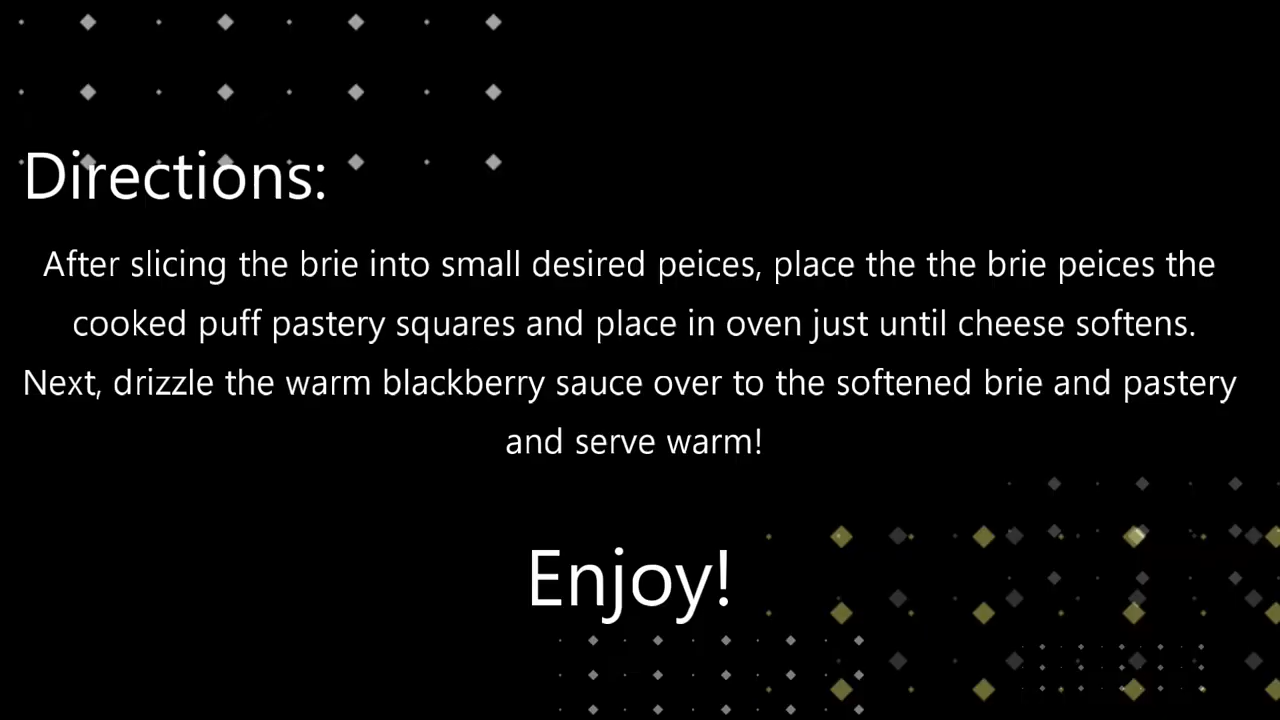 Directions:
After slicing the brie into small desired peices, place the the brie peices the
cooked puff pastery squares and place in oven just until cheese softens.
Next, drizzle the warm blackberry sauce over to the softened brie and pastery
and serve warm!
Enjoy!